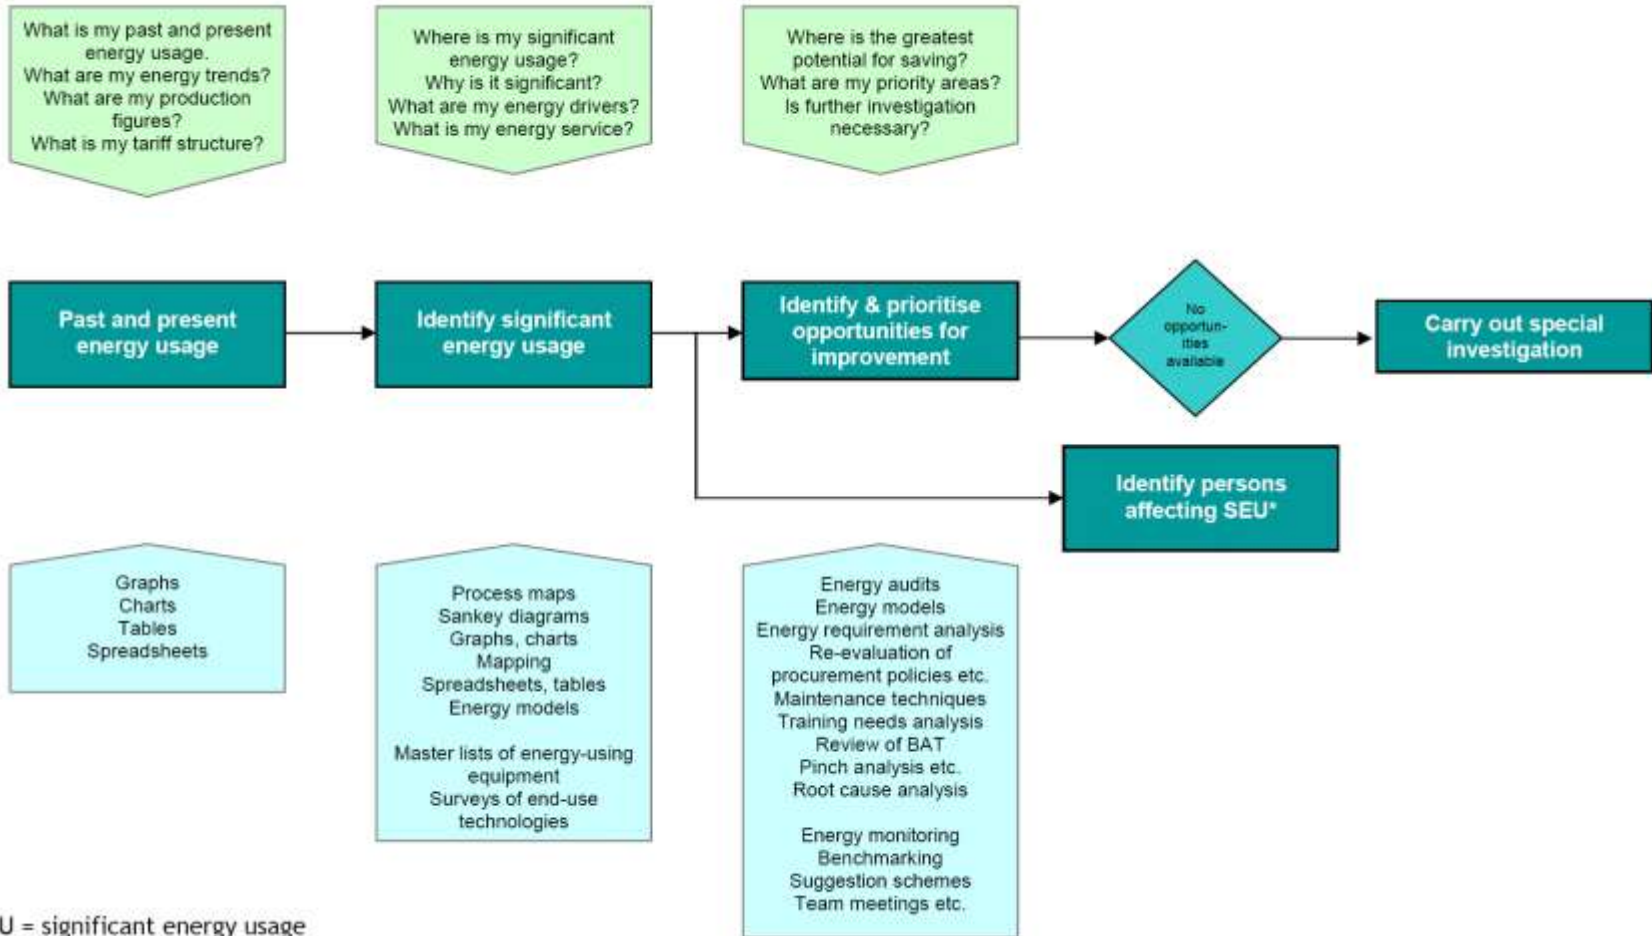 What is my past and present
energy usage.
What are my energy trends?
What are my production
figures?
What is my tariff structure?
Where is my significant
energy usage?
Why is it significant?
What are my energy drivers?
What is my energy service?
Where is the greatest
potential for saving?
What are my priority areas?
Is further investigation
necessary?
Past and present
energy usage
Identify significant
energy usage
Identify & prioritise
opportunities for
improvement
No
opportun-
ities
available
Carry out special
investigation
Identify persons
affecting SEU*
Graphs
Charts
Tables
Spreadsheets
Process maps
Sankey diagrams
Graphs, charts
Mapping
Spreadsheets, tables
Energy models
Master lists of energy-using
equipment
Surveys of end-use
technologies
Energy audits
Energy models
Energy requirement analysis
Re-evaluation of
procurement policies etc.
Maintenance techniques
Training needs analysis
Review of BAT
Pinch analysis etc.
Root cause analysis
Energy monitoring
Benchmarking
Suggestion schemes
Team meetings etc.
U = significant energy usage